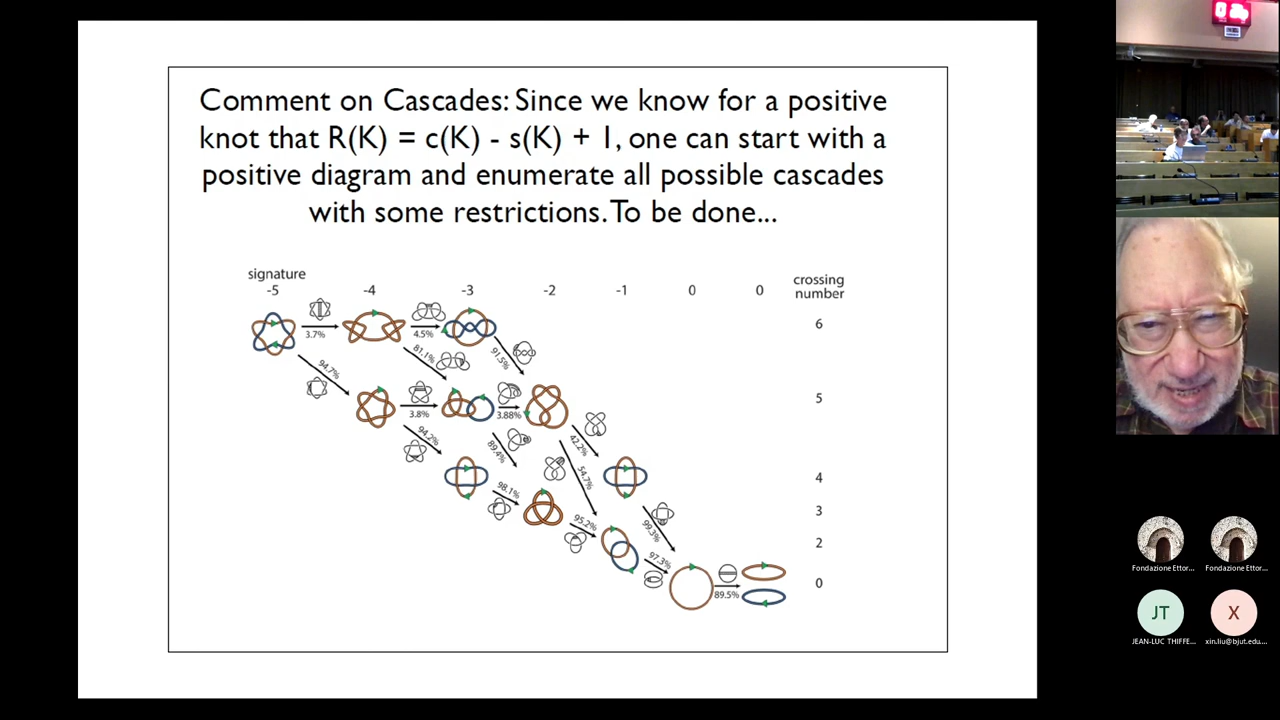 Comment on Cascades: Since we know for a positive
knot that R(K) = c(K) - s(K) + 1, one can start with a
positive diagram and enumerate all possible cascades
with some restrictions. To be done...
signature
-5 -4 -3 -2 -1 0 0
crossing
number
6
3.7%
4.5%
81.1%
91.5%
94.7%
5
3.8%
3.88%
94.2%
89.4%
42.2%
54.7%
4
98.1%
3
95.2%
99.3%
2
97.3%
0
89.5%
Fondazione Ettor...
Fondazione Ettor...
JT
X
JEAN-LUC THIFFE...
xin.liu@bjut.edu....